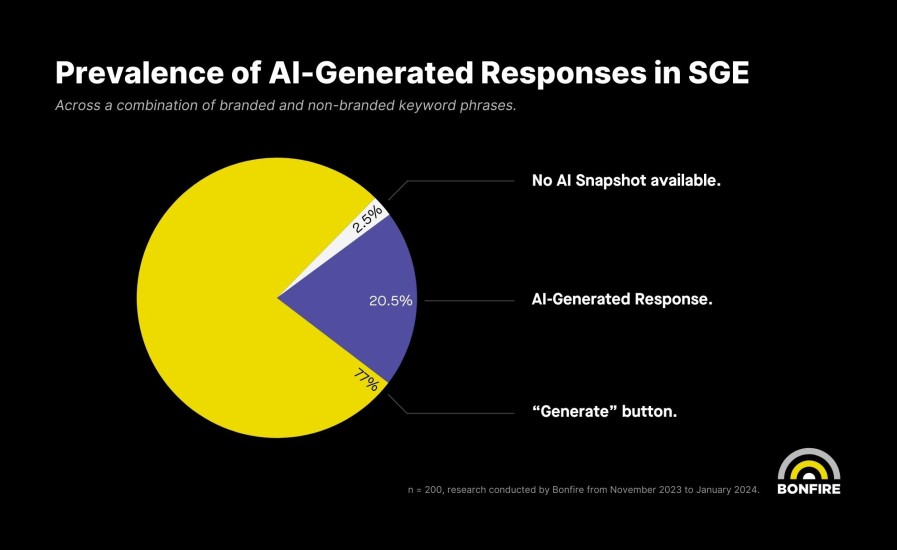 Prevalence of AI-Generated Responses in SGE
Across a combination of branded and non-branded keyword phrases.
2.5%
No AI Snapshot available.
20.5%
AI-Generated Response.
77%
“Generate” button.
n = 200, research conducted by Bonfire from November 2023 to January 2024.
BONFIRE